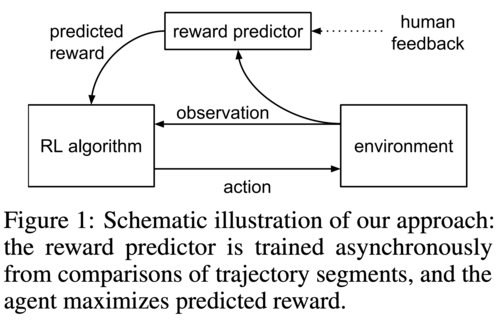 predicted
reward
reward predictor
human
feedback
observation
RL algorithm
environment
action
Figure 1: Schematic illustration of our approach:
the reward predictor is trained asynchronously
from comparisons of trajectory segments, and the
agent maximizes predicted reward.